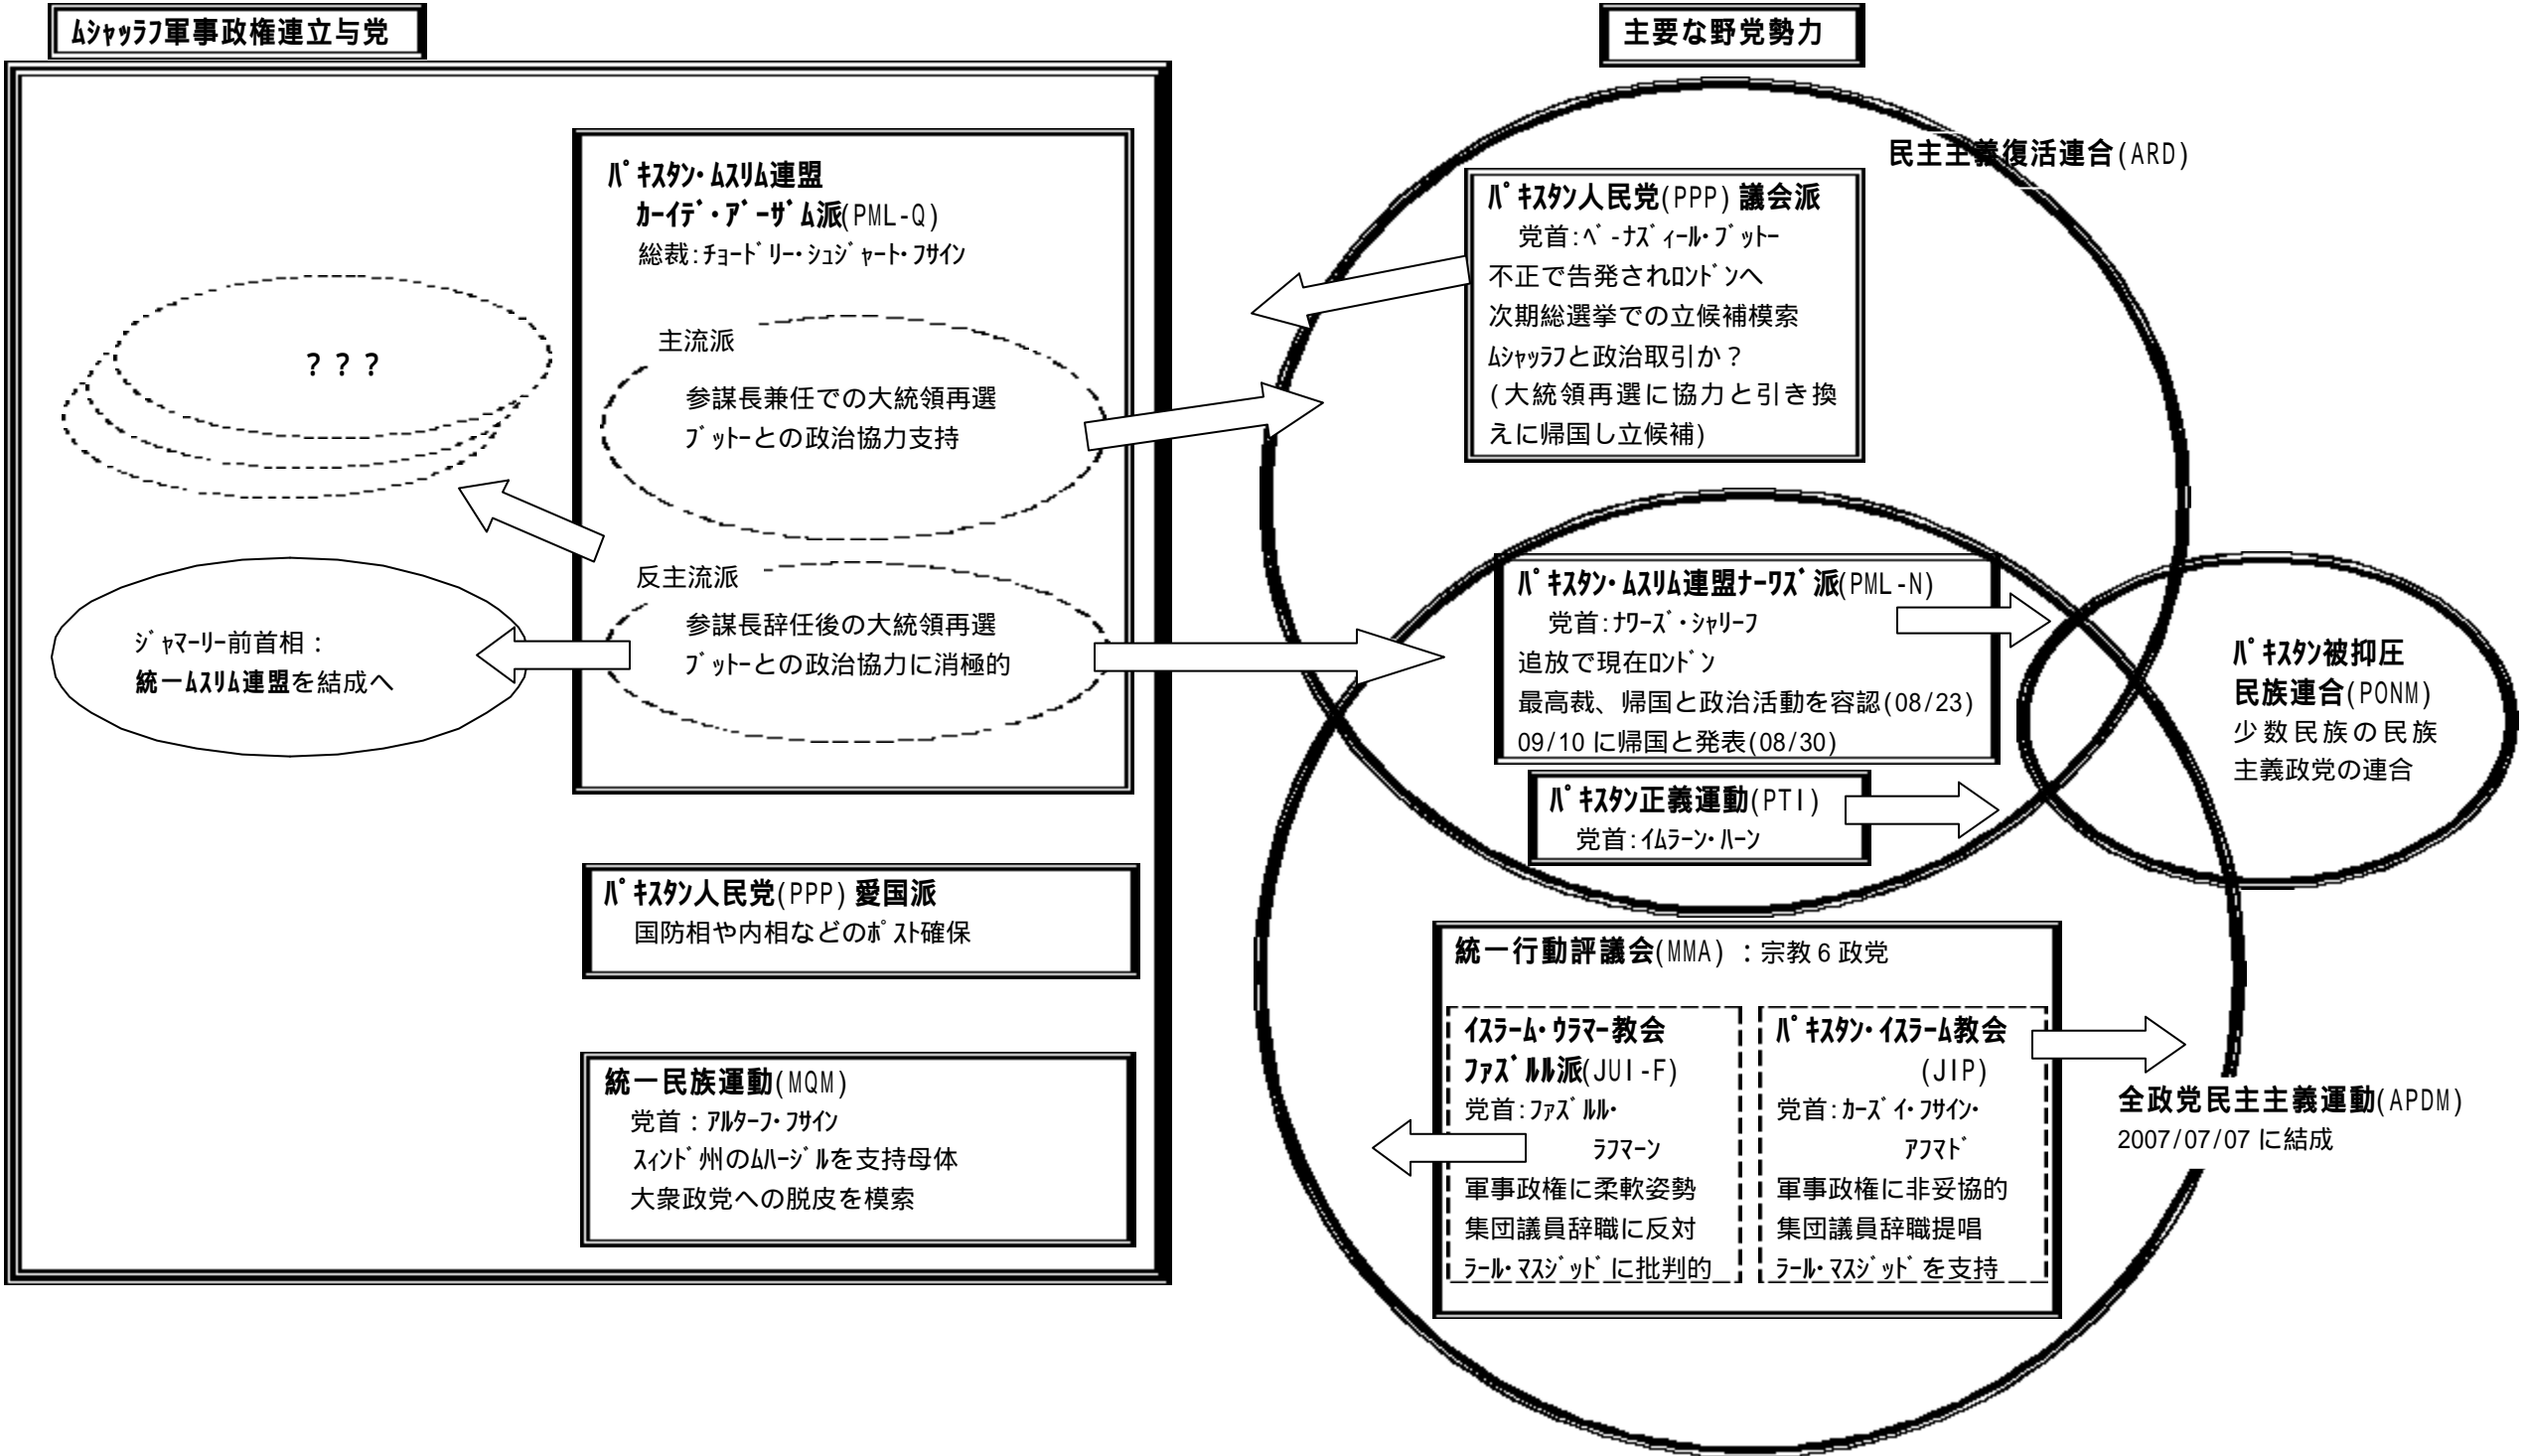 ﾑｼｬｯﾗﾌ軍事政権連立与党
ﾊﾟｷｽﾀﾝ･ﾑｽﾘﾑ連盟
ｶｰｲﾃﾞ･ｱﾞｰｻﾞﾑ派(PML-Q)
総裁:ﾁｮｰﾄﾞﾘｰ･ｼｭｼﾞｬｰﾄ･ﾌｻｲﾝ
主流派
参謀長兼任での大統領再選
ﾌﾞｯﾄｰとの政治協力支持
？？？
反主流派
参謀長辞任後の大統領再選
ﾌﾞｯﾄｰとの政治協力に消極的
ｼﾞｬﾏｰﾘｰ前首相：
統一ﾑｽﾘﾑ連盟を結成へ
ﾊﾟｷｽﾀﾝ人民党(PPP) 愛国派
国防相や内相などのﾎﾟｽﾄ確保
統一民族運動(MQM)
党首：ｱﾙﾀｰﾌ･ﾌｻｲﾝ
ｽｨﾝﾄﾞ州のﾑﾊｰｼﾞﾙを支持母体
大衆政党への脱皮を模索
主要な野党勢力
民主主義復活連合(ARD)
ﾊﾟｷｽﾀﾝ人民党(PPP) 議会派
党首:ﾍﾞ-ﾅｽﾞｨｰﾙ･ﾌﾞｯﾄｰ
不正で告発されﾛﾝﾄﾞﾝへ
次期総選挙での立候補模索
ﾑｼｬｯﾗﾌと政治取引か？
(大統領再選に協力と引き換
えに帰国し立候補)
ﾊﾟｷｽﾀﾝ･ﾑｽﾘﾑ連盟ﾅｰﾜｽﾞ派(PML-N)
党首:ﾅﾜｰｽﾞ･ｼｬﾘｰﾌ
追放で現在ﾛﾝﾄﾞﾝ
最高裁、帰国と政治活動を容認(08/23)
09/10 に帰国と発表(08/30)
ﾊﾟｷｽﾀﾝ正義運動(PTI)
党首:ｲﾑﾗｰﾝ･ﾊｰﾝ
ﾊﾟｷｽﾀﾝ被抑圧
民族連合(PONM)
少数民族の民族
主義政党の連合
統一行動評議会(MMA) ：宗教 6 政党
ｲｽﾗｰﾑ･ｳﾗﾏｰ教会
ﾌｧｽﾞﾙﾙ派(JUI-F)
党首:ﾌｧｽﾞﾙﾙ･
ﾗﾌﾏｰﾝ
軍事政権に柔軟姿勢
集団議員辞職に反対
ﾗｰﾙ･ﾏｽｼﾞｯﾄﾞに批判的
ﾊﾟｷｽﾀﾝ･ｲｽﾗｰﾑ教会
(JIP)
党首:ｶｰｽﾞｲ･ﾌｻｲﾝ･
ｱﾌﾏﾄﾞ
軍事政権に非妥協的
集団議員辞職提唱
ﾗｰﾙ･ﾏｽｼﾞｯﾄﾞを支持
全政党民主主義運動(APDM)
2007/07/07 に結成